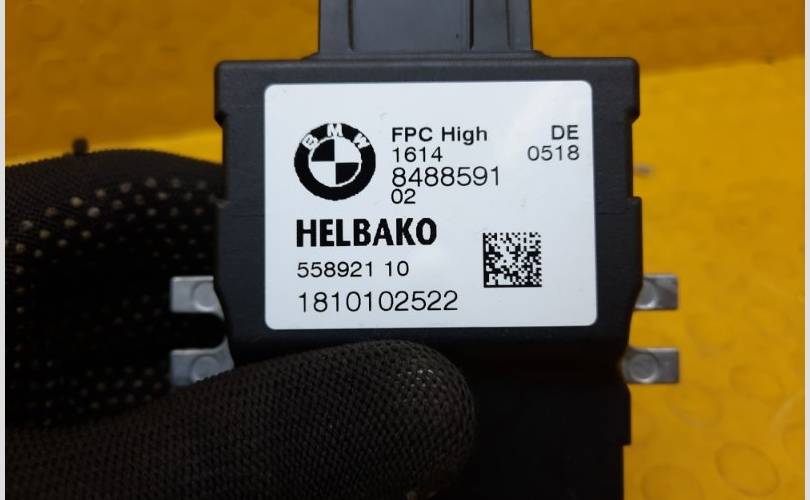 BMW
FPC High DE
1614 0518
8488591
02
HELBAKO
558921 10
1810102522